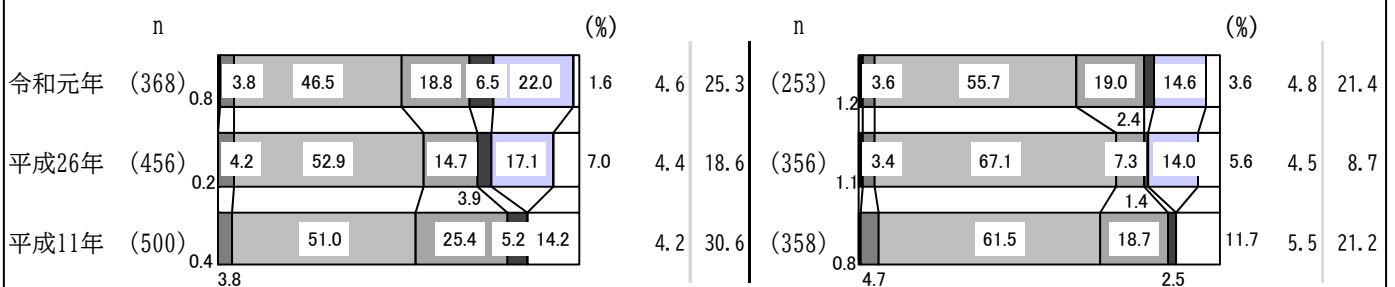 n (%) n (%)
令和元年 (368) 0.8 3.8 46.5 18.8 6.5 22.0 1.6 4.6 25.3 (253) 1.2 3.6 55.7 19.0 2.4 14.6 3.6 4.8 21.4
平成26年 (456) 0.2 4.2 52.9 14.7 3.9 17.1 7.0 4.4 18.6 (356) 1.1 3.4 67.1 7.3 1.4 14.0 5.6 4.5 8.7
平成11年 (500) 0.4 3.8 51.0 25.4 5.2 14.2 4.2 30.6 (358) 0.8 4.7 61.5 18.7 2.5 11.7 5.5 21.2